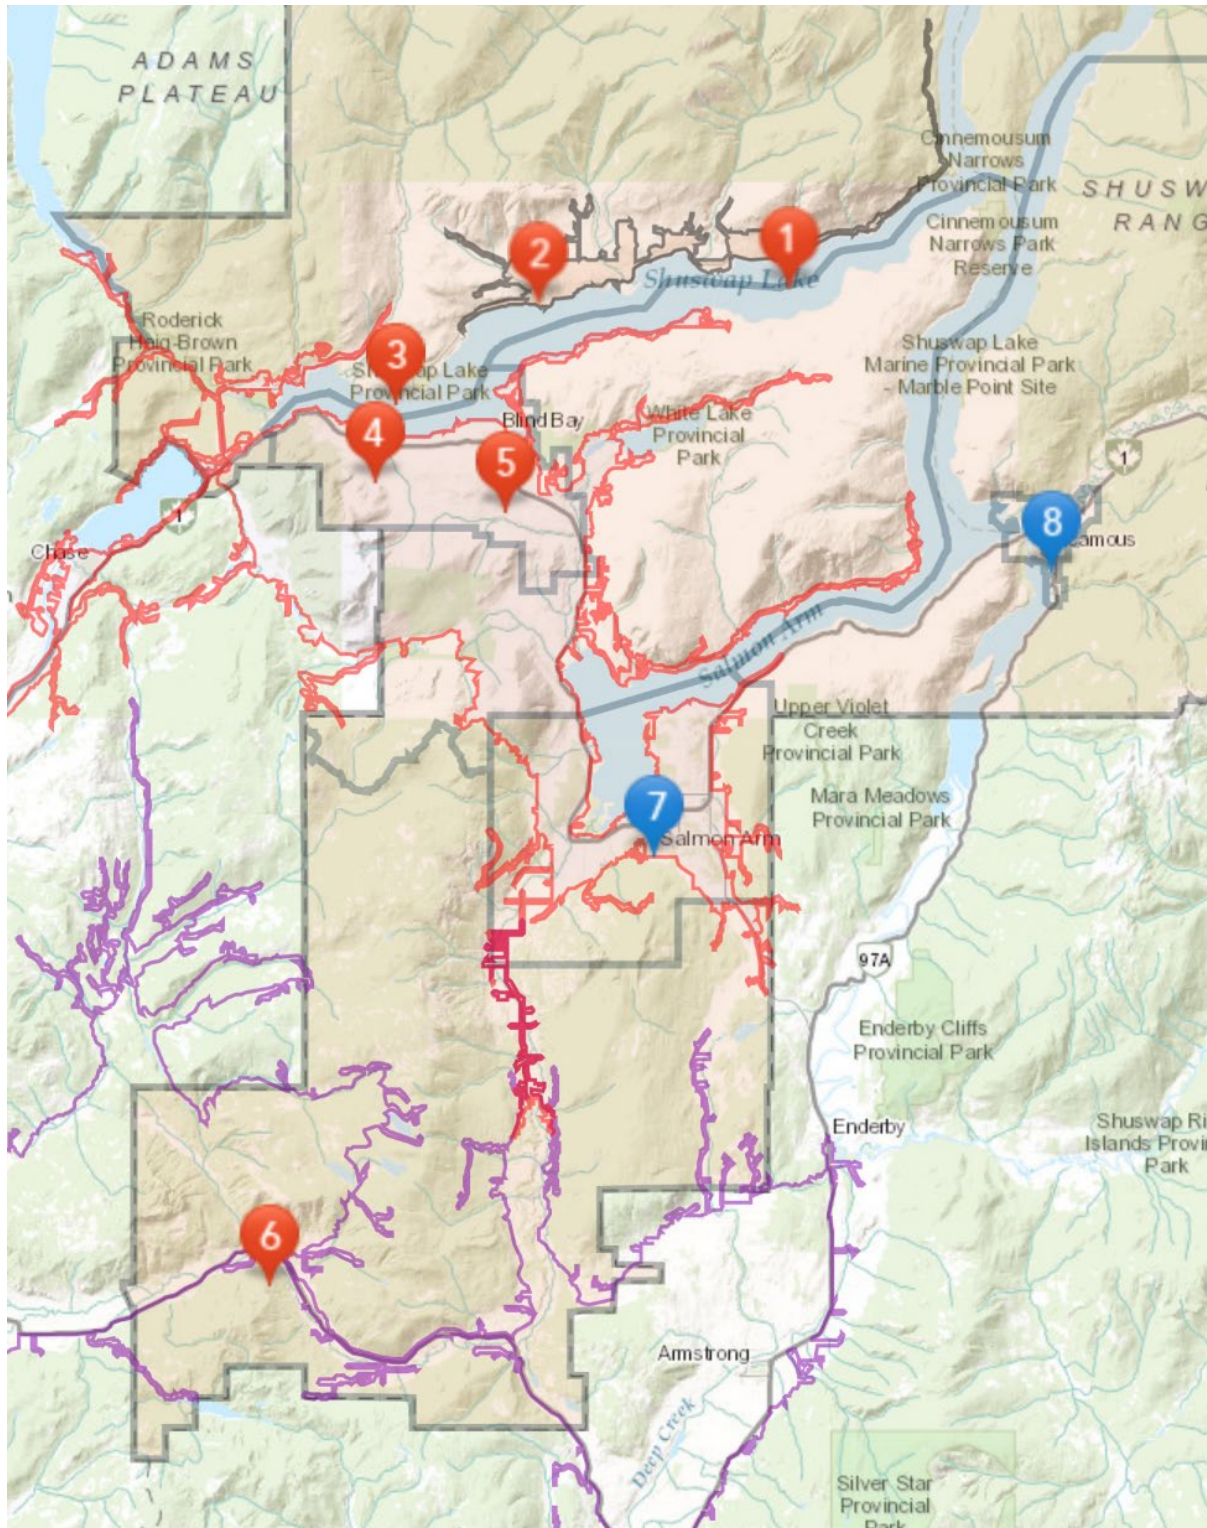 ADAMS
PLATEAU
Cinnemousum
Narrows
Provincial Park
SHUSW
RANG
Cinnemousum
Narrows Park
Reserve
1
2
Shuswap Lake
Roderick
Haig-Brown
Provincial Park
3
Shuswap Lake
Provincial Park
Shuswap Lake
Marine Provincial Park
- Marble Point Site
4
Blind Bay
White Lake
Provincial
Park
5
1
1
8
Chase
camous
Salmon Arm
Upper Violet
Creek
Provincial Park
7
Mara Meadows
Provincial Park
Salmon Arm
97A
Enderby Cliffs
Provincial Park
Enderby
Shuswap Ri
Islands Provin
Park
6
Armstrong
Deep Creek
Silver Star
Provincial
Park